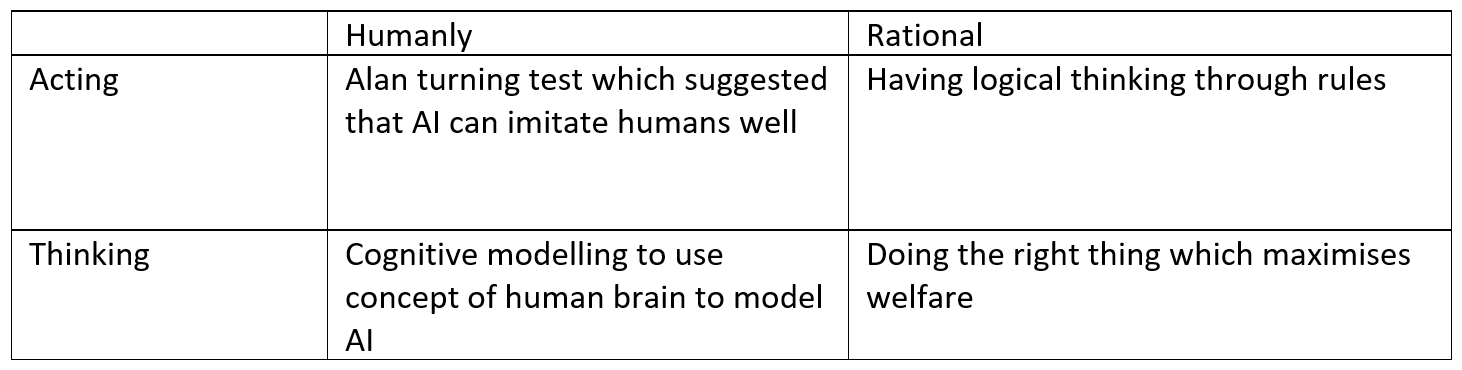 Humanly
Rational
Acting
Alan turning test which suggested
that AI can imitate humans well
Having logical thinking through rules
Thinking
Cognitive modelling to use
concept of human brain to model
AI
Doing the right thing which maximises
welfare